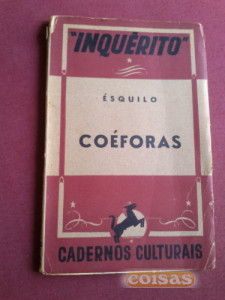 "INQUÉRITO"
ÉSQUILO
COÉFORAS
CADERNOS CULTURAIS
coisas